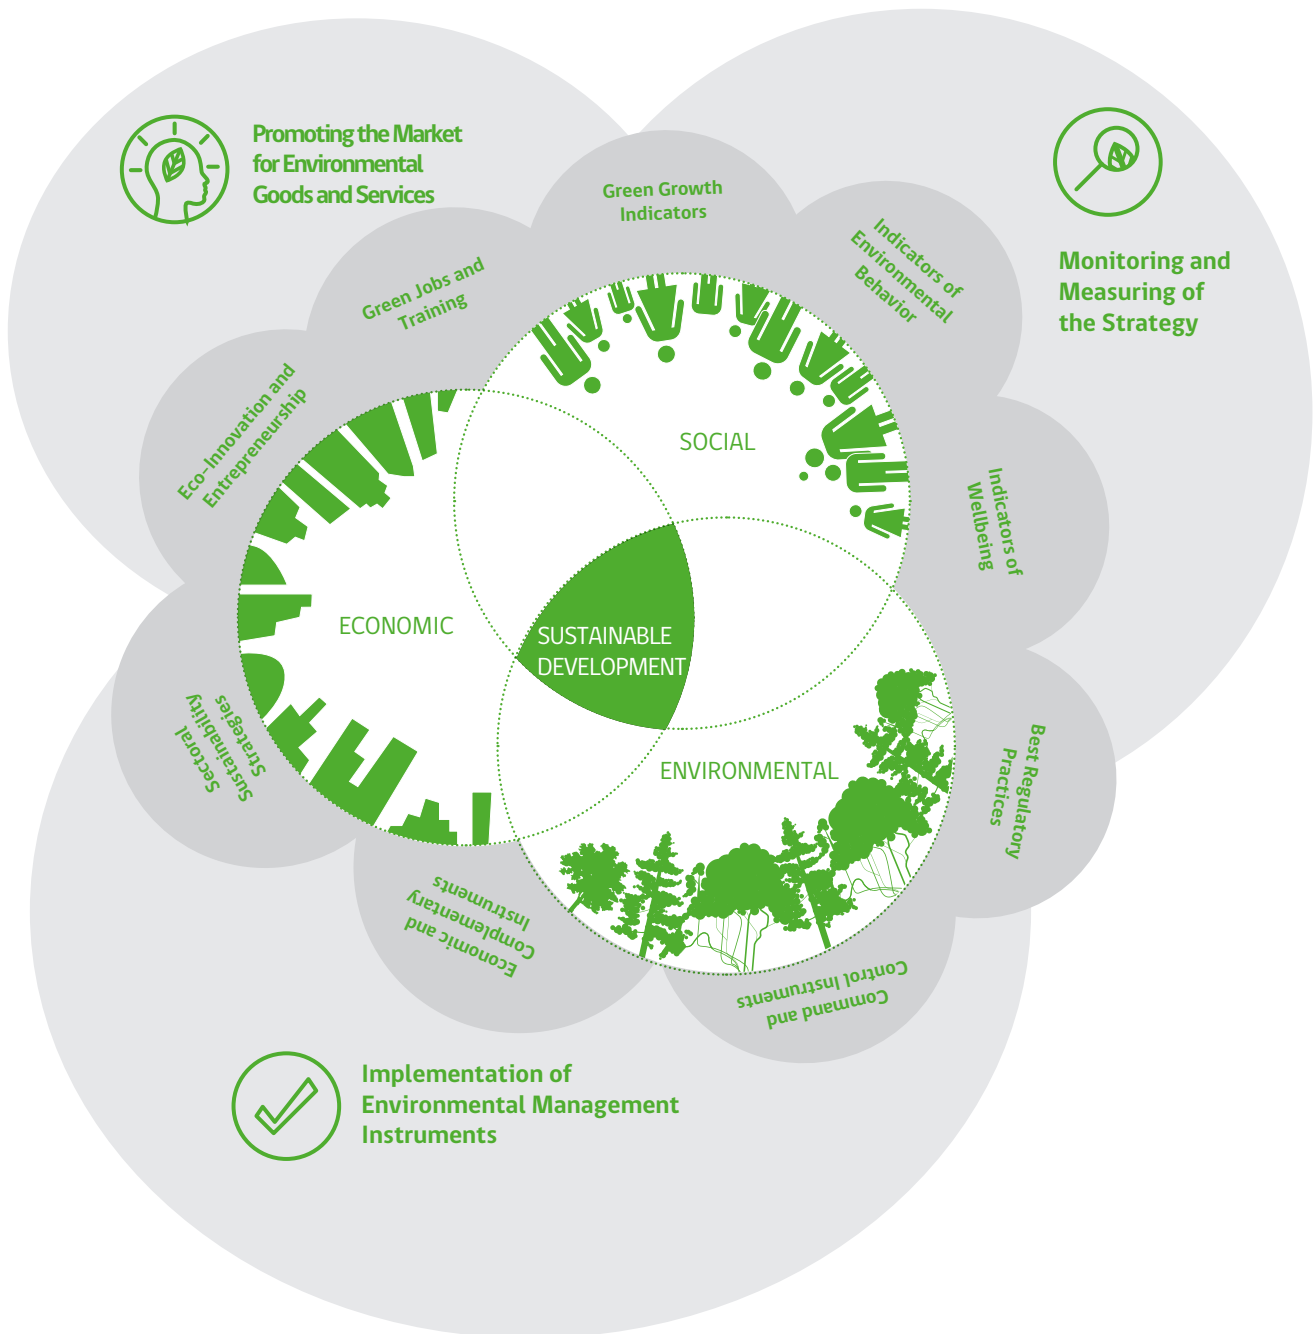 Promoting the Market
for Environmental
Goods and Services
Monitoring and
Measuring of
the Strategy
Green Growth
Indicators
Indicators of
Environmental
Behavior
Green Jobs and
Training
Eco-Innovation and
Entrepreneurship
Indicators of
Wellbeing
SOCIAL
ECONOMIC
SUSTAINABLE
DEVELOPMENT
ENVIRONMENTAL
Sectoral
Sustainability
Strategies
Best Regulatory
Practices
Economic and
Complementary
Instruments
Command and
Control Instruments
Implementation of
Environmental Management
Instruments